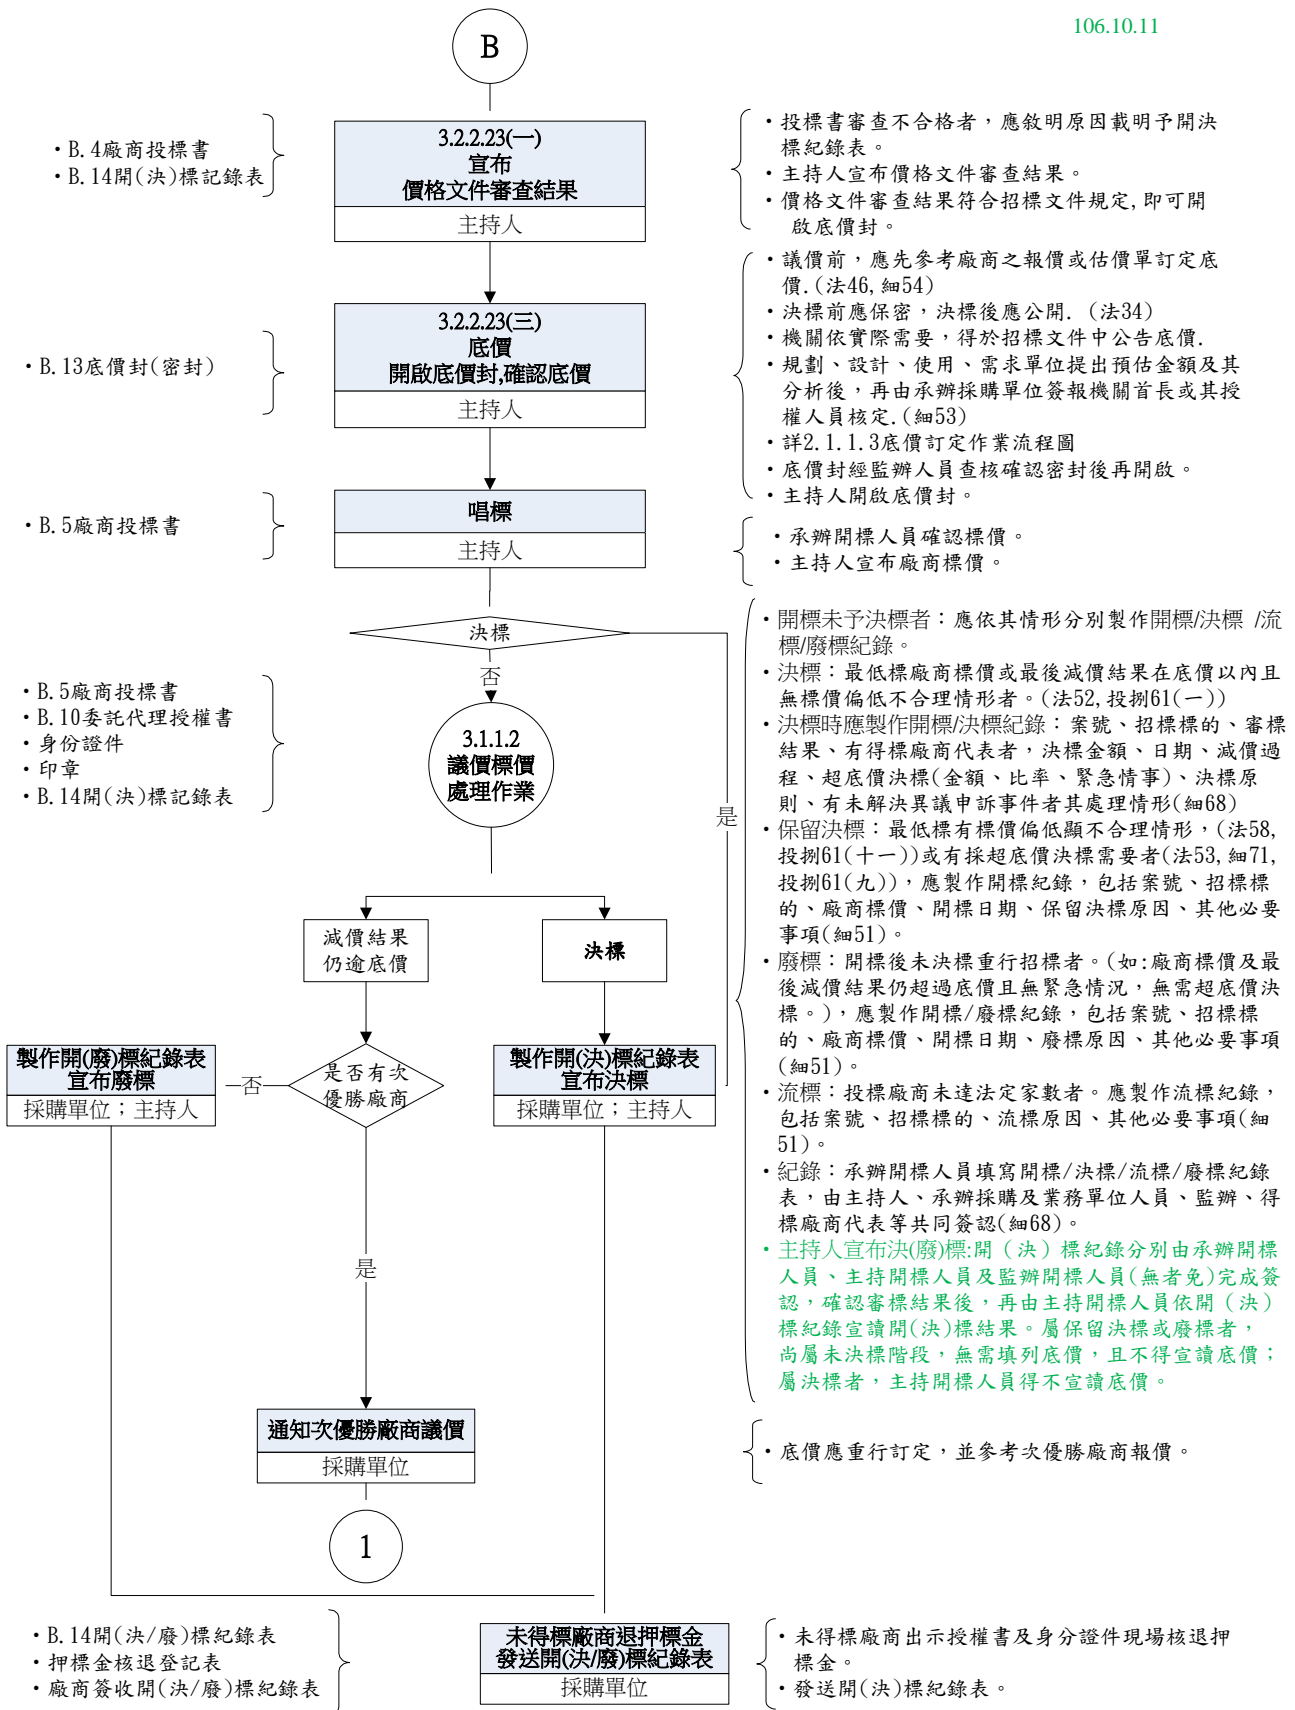 106.10.11
B
・B.4廠商投標書
・B.14開(決)標記錄表
3.2.2.23(一)
宣布
價格文件審查結果
主持人
・投標書審查不合格者，應敘明原因載明予開決
標紀錄表。
・主持人宣布價格文件審查結果。
・價格文件審查結果符合招標文件規定,即可開
啟底價封。
・B.13底價封(密封)
3.2.2.23(三)
底價
開啟底價封,確認底價
主持人
・議價前，應先參考廠商之報價或估價單訂定底
價.(法46,細54)
・決標前應保密，決標後應公開. (法34)
・機關依實際需要，得於招標文件中公告底價.
・規劃、設計、使用、需求單位提出預估金額及其
分析後，再由承辦採購單位簽報機關首長或其授
權人員核定.(細53)
・詳2.1.1.3底價訂定作業流程圖
・底價封經監辦人員查核確認密封後再開啟。
・主持人開啟底價封。
・B.5廠商投標書
唱標
主持人
・承辦開標人員確認標價。
・主持人宣布廠商標價。
決標
否
是
・B.5廠商投標書
・B.10委託代理授權書
・身份證件
・印章
・B.14開(決)標記錄表
3.1.1.2
議價標價
處理作業
・開標未予決標者：應依其情形分別製作開標/決標 /流
標/廢標紀錄。
・決標：最低標廠商標價或最後減價結果在底價以內且
無標價偏低不合理情形者。(法52,投捌61(一))
・決標時應製作開標/決標紀錄：案號、招標標的、審標
結果、有得標廠商代表者，決標金額、日期、減價過
程、超底價決標(金額、比率、緊急情事)、決標原
則、有未解決異議申訴事件者其處理情形(細68)
・保留決標：最低標有標價偏低顯不合理情形，(法58,
投捌61(十一))或有採超底價決標需要者(法53,細71,
投捌61(九))，應製作開標紀錄，包括案號、招標標
的、廠商標價、開標日期、保留決標原因、其他必要
事項(細51)。
・廢標：開標後未決標重行招標者。(如:廠商標價及最
後減價結果仍超過底價且無緊急情況，無需超底價決
標。)，應製作開標/廢標紀錄，包括案號、招標標
的、廠商標價、開標日期、廢標原因、其他必要事項
(細51)。
・流標：投標廠商未達法定家數者。應製作流標紀錄，
包括案號、招標標的、流標原因、其他必要事項(細
51)。
・紀錄：承辦開標人員填寫開標/決標/流標/廢標紀錄
表，由主持人、承辦採購及業務單位人員、監辦、得
標廠商代表等共同簽認(細68)。
・主持人宣布決(廢)標:開（決）標紀錄分別由承辦開標
人員、主持開標人員及監辦開標人員(無者免)完成簽
認，確認審標結果後，再由主持開標人員依開（決）
標紀錄宣讀開(決)標結果。屬保留決標或廢標者，
尚屬未決標階段，無需填列底價，且不得宣讀底價；
屬決標者，主持開標人員得不宣讀底價。
減價結果
仍逾底價
決標
製作開(廢)標紀錄表
宣布廢標
採購單位；主持人
否
是否有次
優勝廠商
製作開(決)標紀錄表
宣布決標
採購單位；主持人
是
通知次優勝廠商議價
採購單位
・底價應重行訂定，並參考次優勝廠商報價。
1
・B.14開(決/廢)標紀錄表
・押標金核退登記表
・廠商簽收開(決/廢)標紀錄表
未得標廠商退押標金
發送開(決/廢)標紀錄表
採購單位
・未得標廠商出示授權書及身分證件現場核退押
標金。
・發送開(決)標紀錄表。